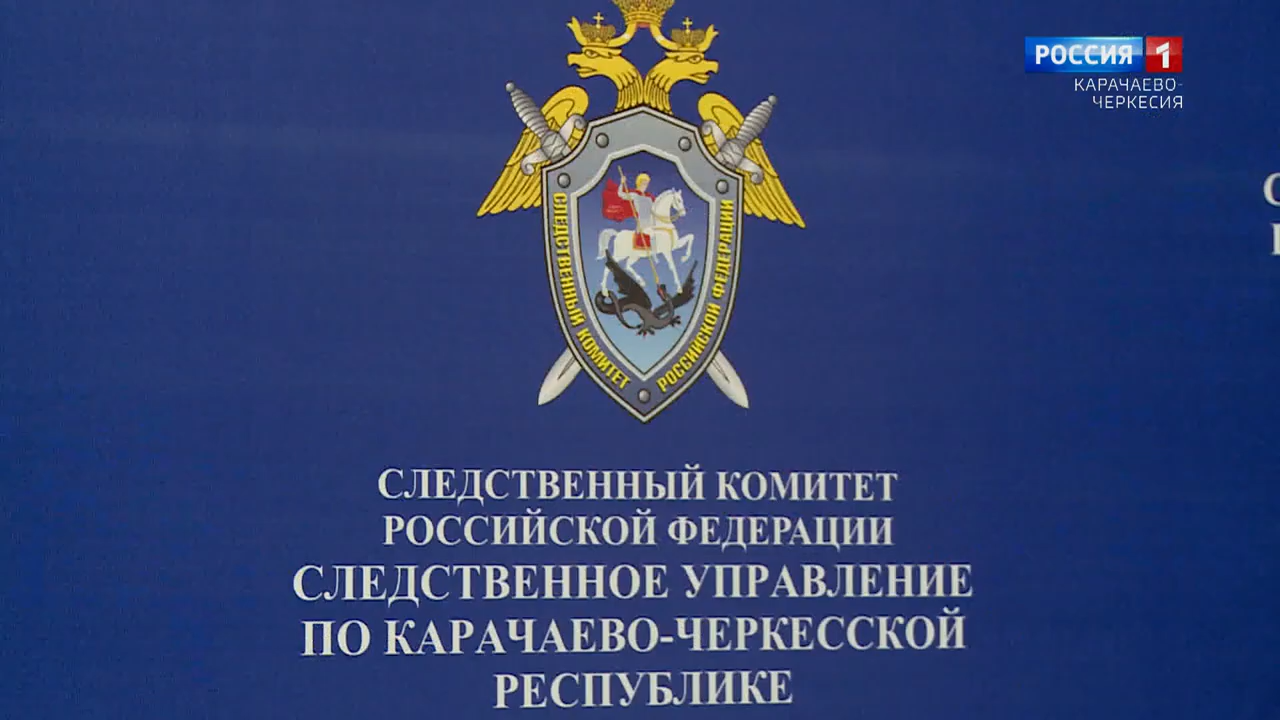 РОССИЯ 1
КАРАЧАЕВО-
ЧЕРКЕСИЯ
СЛЕДСТВЕННЫЙ КОМИТЕТ
РОССИЙСКОЙ ФЕДЕРАЦИИ
СЛЕДСТВЕННЫЙ КОМИТЕТ
РОССИЙСКОЙ ФЕДЕРАЦИИ
СЛЕДСТВЕННОЕ УПРАВЛЕНИЕ
ПО КАРАЧАЕВО-ЧЕРКЕССКОЙ
РЕСПУБЛИКЕ